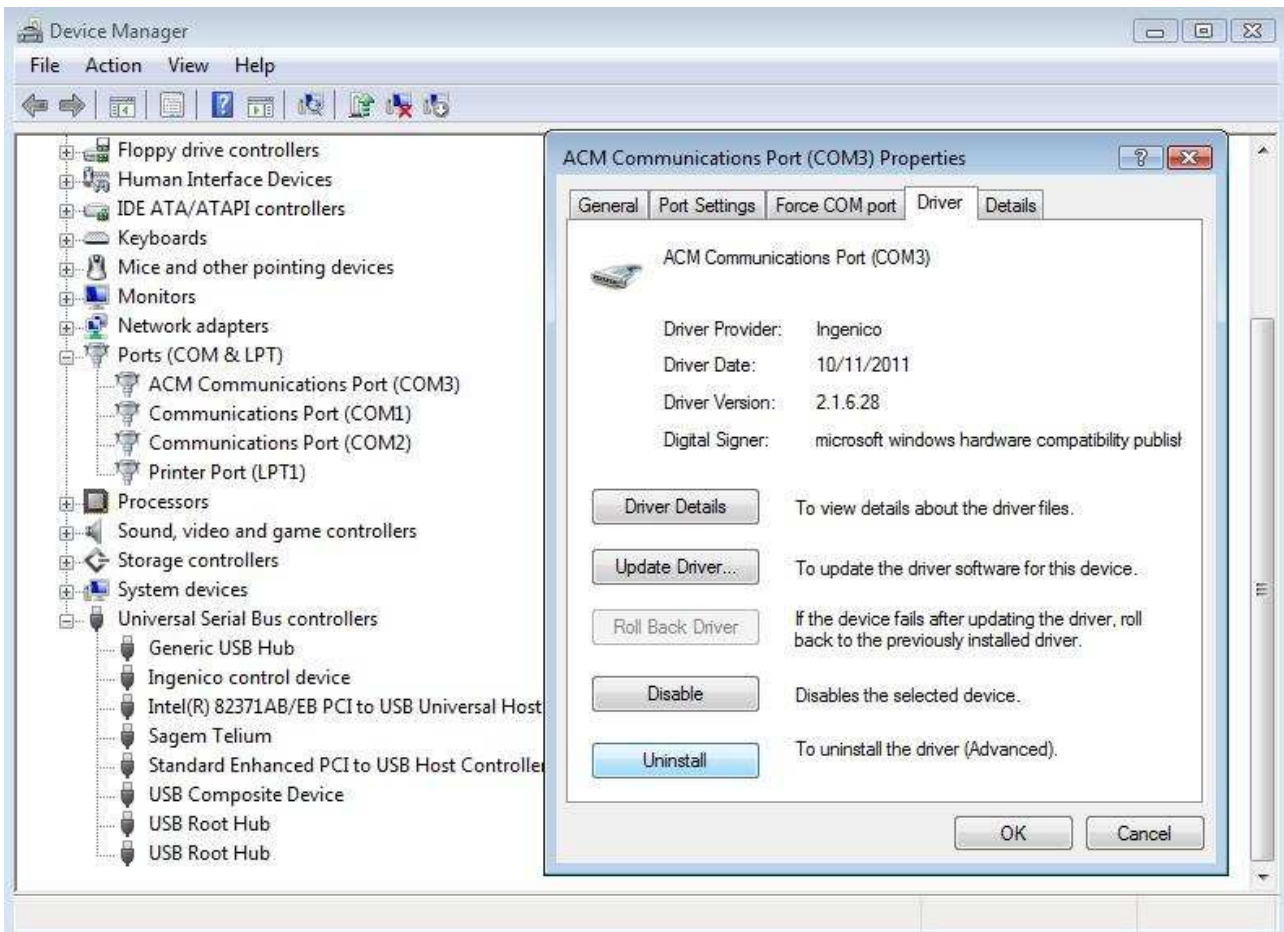 Device Manager
File Action View Help
Floppy drive controllers
Human Interface Devices
IDE ATA/ATAPI controllers
Keyboards
Mice and other pointing devices
Monitors
Network adapters
Ports (COM & LPT)
ACM Communications Port (COM3)
Communications Port (COM1)
Communications Port (COM2)
Printer Port (LPT1)
Processors
Sound, video and game controllers
Storage controllers
System devices
Universal Serial Bus controllers
Generic USB Hub
Ingenico control device
Intel(R) 82371AB/EB PCI to USB Universal Host
Sagem Telium
Standard Enhanced PCI to USB Host Controller
USB Composite Device
USB Root Hub
USB Root Hub
ACM Communications Port (COM3) Properties
General Port Settings Force COM port Driver Details
ACM Communications Port (COM3)
Driver Provider: Ingenico
Driver Date: 10/11/2011
Driver Version: 2.1.6.28
Digital Signer: microsoft windows hardware compatibility publish
Driver Details To view details about the driver files.
Update Driver... To update the driver software for this device.
Roll Back Driver If the device fails after updating the driver, roll
back to the previously installed driver.
Disable Disables the selected device.
Uninstall To uninstall the driver (Advanced).
OK Cancel